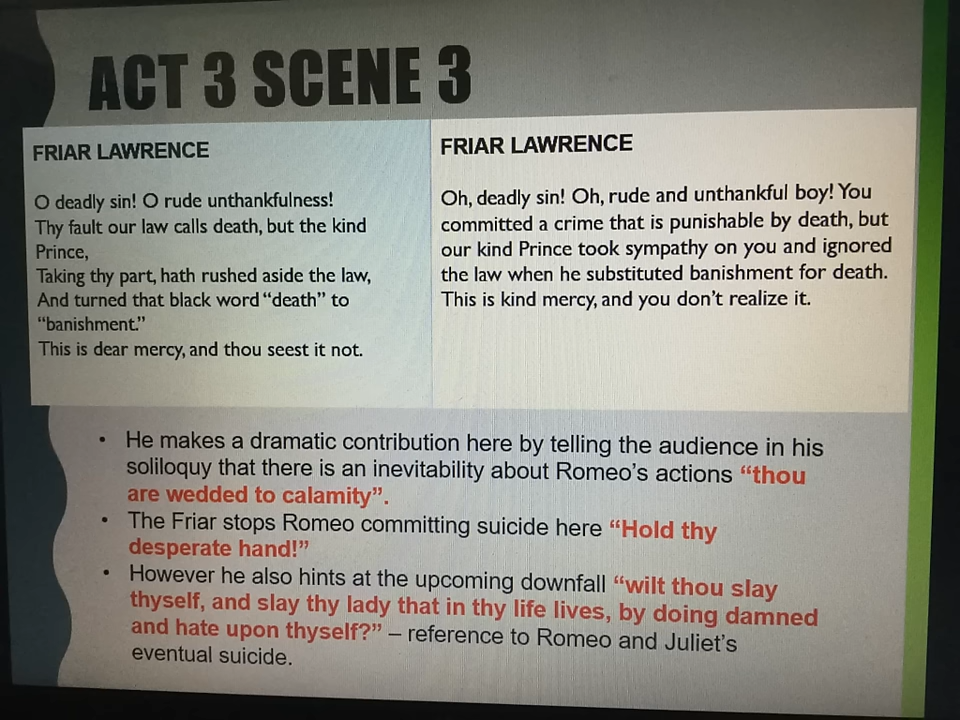 ACT 3 SCENE 3
FRIAR LAWRENCE
O deadly sin! O rude unthankfulness!
Thy fault our law calls death, but the kind
Prince,
Taking thy part, hath rushed aside the law,
And turned that black word “death” to
“banishment.”
This is dear mercy, and thou seest it not.
FRIAR LAWRENCE
Oh, deadly sin! Oh, rude and unthankful boy! You
committed a crime that is punishable by death, but
our kind Prince took sympathy on you and ignored
the law when he substituted banishment for death.
This is kind mercy, and you don’t realize it.
• He makes a dramatic contribution here by telling the audience in his
soliloquy that there is an inevitability about Romeo’s actions “thou
are wedded to calamity”.
• The Friar stops Romeo committing suicide here “Hold thy
desperate hand!”
• However he also hints at the upcoming downfall “wilt thou slay
thyself, and slay thy lady that in thy life lives, by doing damned
and hate upon thyself?” – reference to Romeo and Juliet’s
eventual suicide.